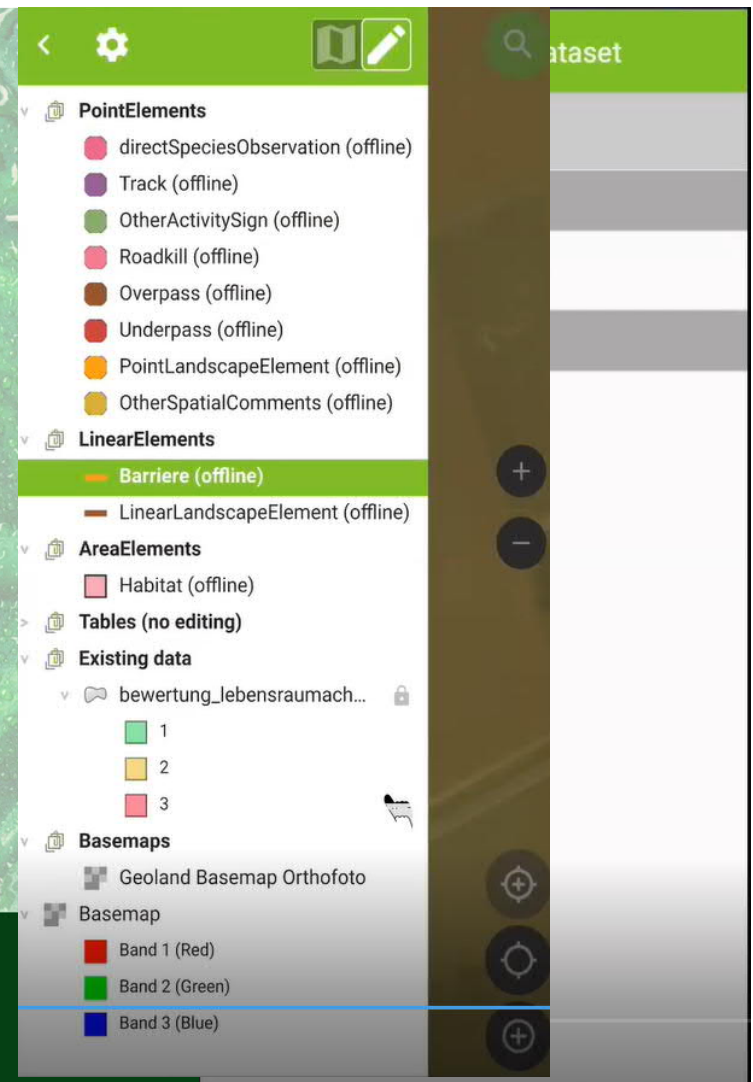 ataset
PointElements
directSpeciesObservation (offline)
Track (offline)
OtherActivitySign (offline)
Roadkill (offline)
Overpass (offline)
Underpass (offline)
PointLandscapeElement (offline)
OtherSpatialComments (offline)
LinearElements
Barriere (offline)
LinearLandscapeElement (offline)
AreaElements
Habitat (offline)
Tables (no editing)
Existing data
bewertung_lebensraumach...
1
2
3
Basemaps
Geoland Basemap Orthofoto
Basemap
Band 1 (Red)
Band 2 (Green)
Band 3 (Blue)